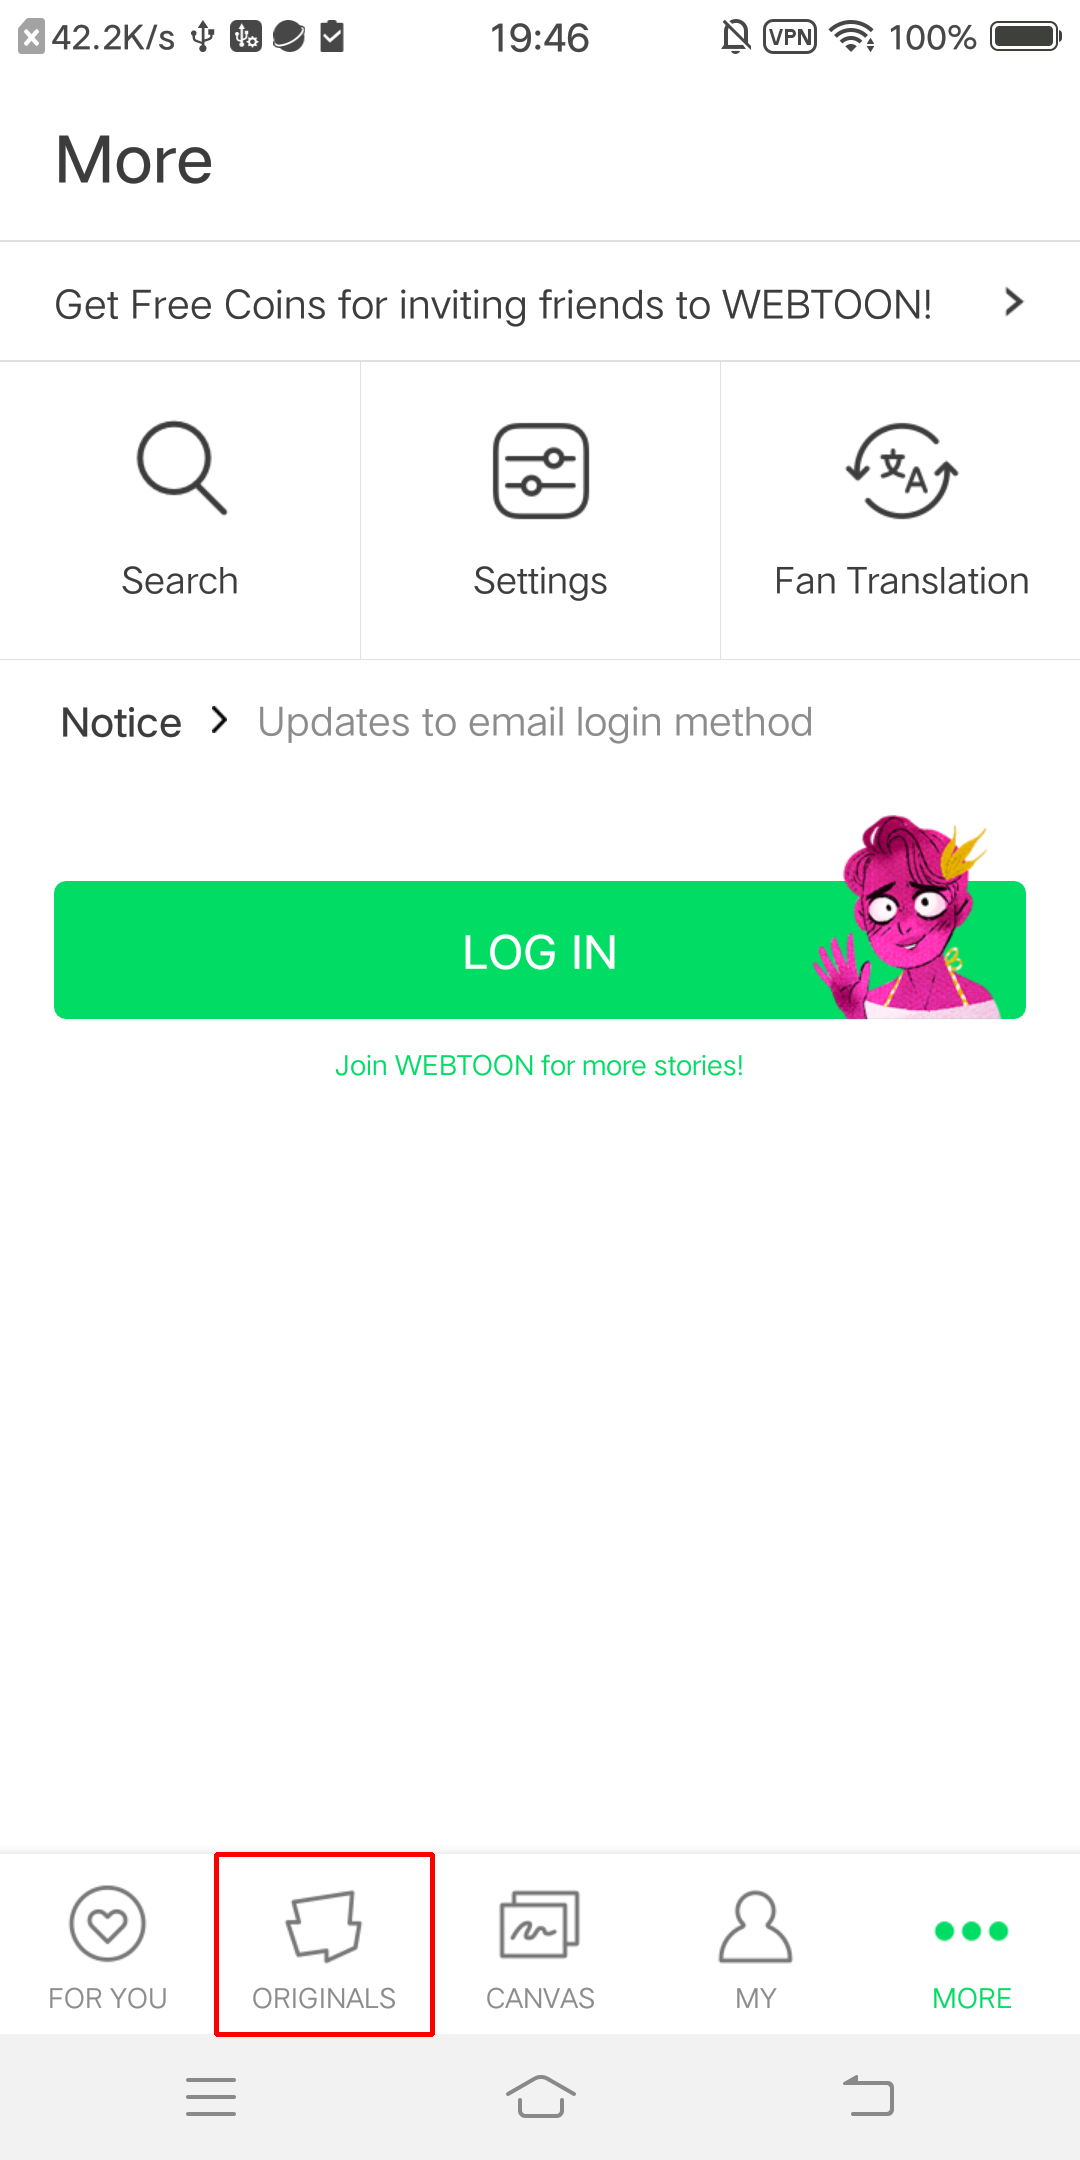 42.2K/s 19:46 VPN 100%
More
Get Free Coins for inviting friends to WEBTOON!
Search Settings Fan Translation
Notice Updates to email login method
LOG IN
Join WEBTOON for more stories!
FOR YOU ORIGINALS CANVAS MY MORE